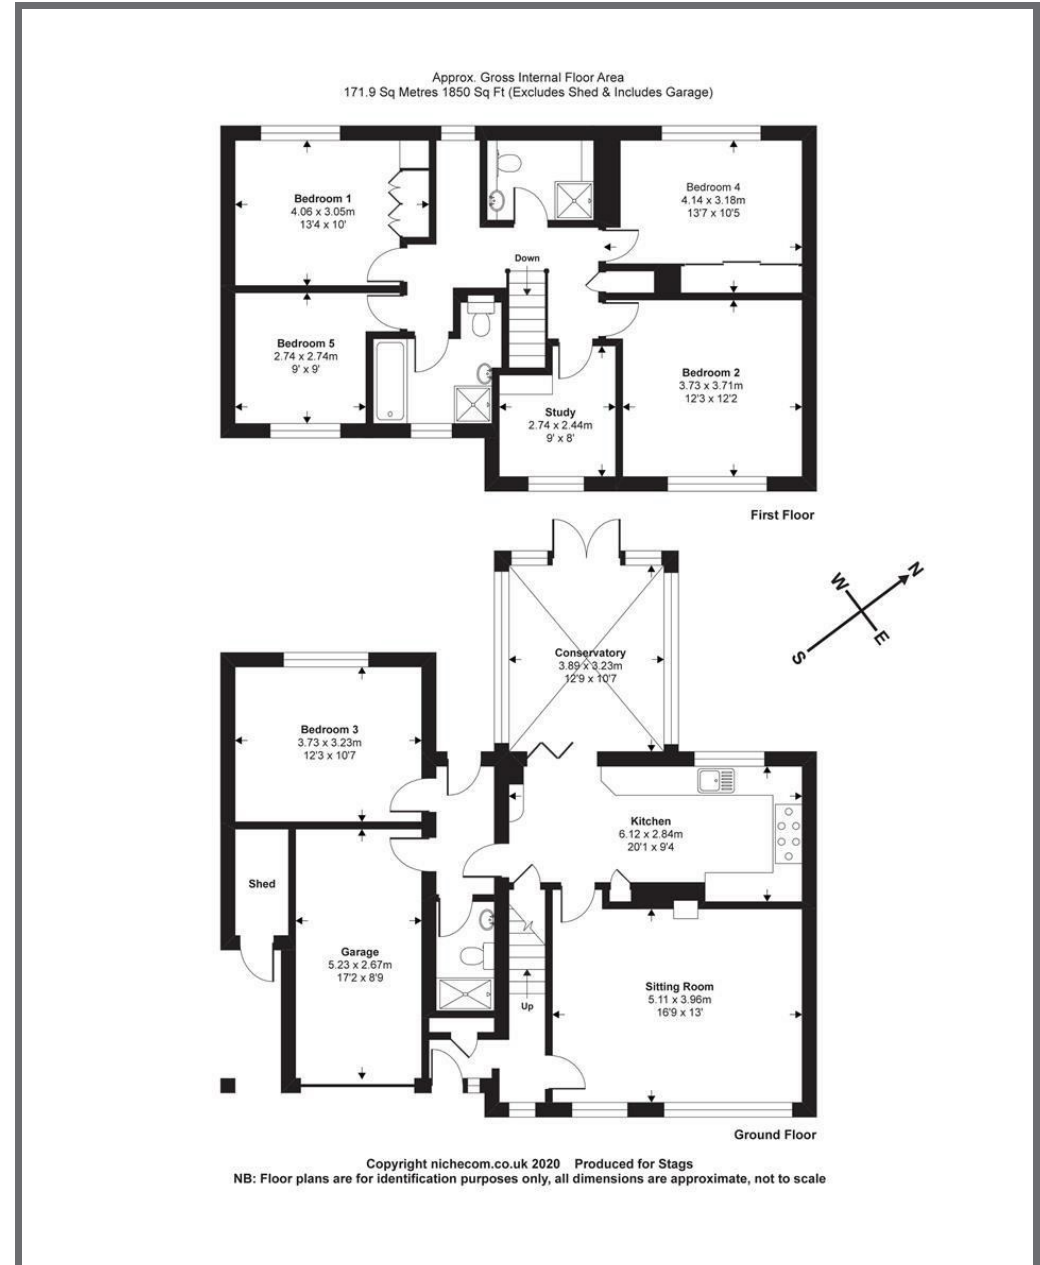 Approx. Gross Internal Floor Area
171.9 Sq Metres 1850 Sq Ft (Excludes Shed & Includes Garage)
Bedroom 1
4.06 x 3.05m
13'4 x 10'
Bedroom 4
4.14 x 3.18m
13'7 x 10'5
Down
Bedroom 5
2.74 x 2.74m
9' x 9'
Bedroom 2
3.73 x 3.71m
12'3 x 12'2
Study
2.74 x 2.44m
9' x 8'
First Floor
N
W
E
S
Conservatory
3.89 x 3.23m
12'9 x 10'7
Bedroom 3
3.73 x 3.23m
12'3 x 10'7
Kitchen
6.12 x 2.84m
20'1 x 9'4
Shed
Garage
5.23 x 2.67m
17'2 x 8'9
Sitting Room
5.11 x 3.96m
16'9 x 13'
Up
Ground Floor
Copyright nichecom.co.uk 2020 Produced for Stags
NB: Floor plans are for identification purposes only, all dimensions are approximate, not to scale